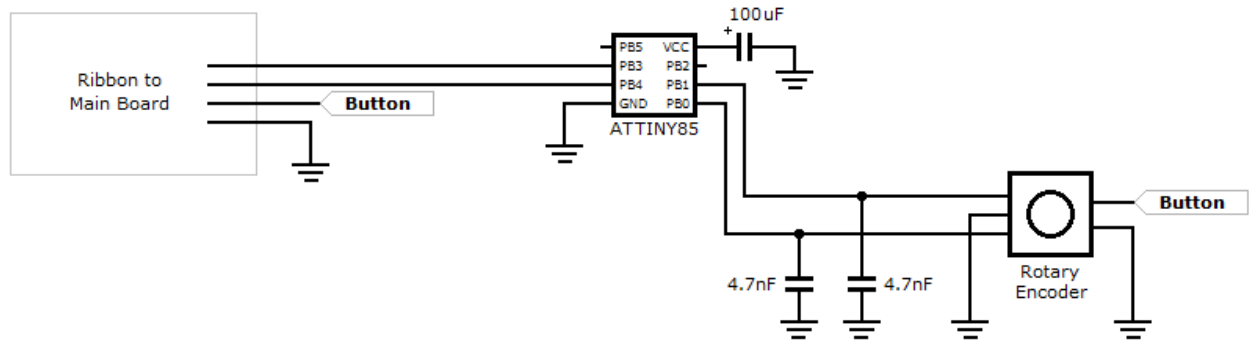 100uF
+
Ribbon to
Main Board
Button
PB5 VCC
PB3 PB2
PB4 PB1
GND PB0
ATTINY85
Button
4.7nF
4.7nF
Rotary
Encoder